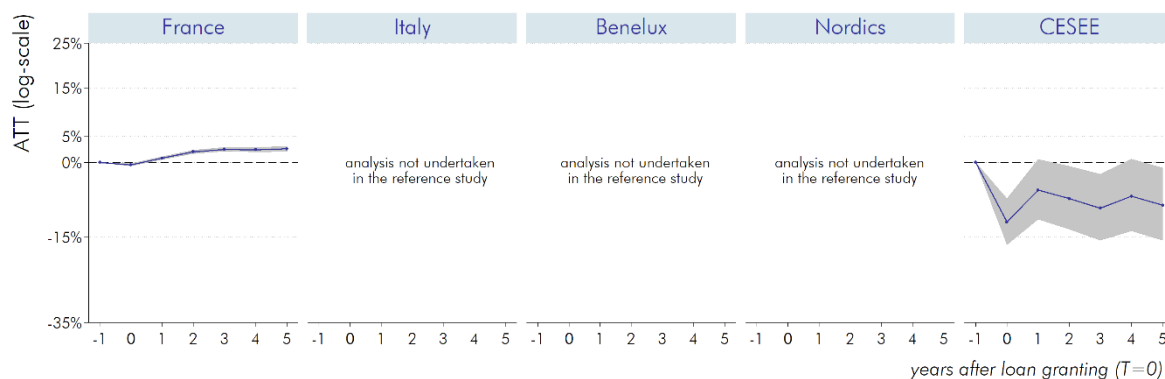 France Italy Benelux Nordics CESEE
ATT (log-scale)
25%
15%
5%
0%
-15%
-35%
analysis not undertaken
in the reference study
analysis not undertaken
in the reference study
analysis not undertaken
in the reference study
-1 0 1 2 3 4 5 -1 0 1 2 3 4 5 -1 0 1 2 3 4 5 -1 0 1 2 3 4 5 -1 0 1 2 3 4 5
years after loan granting (T=0)